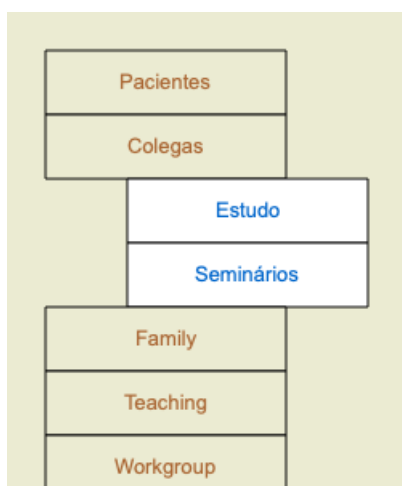 Pacientes
Colegas
Estudo
Seminários
Family
Teaching
Workgroup